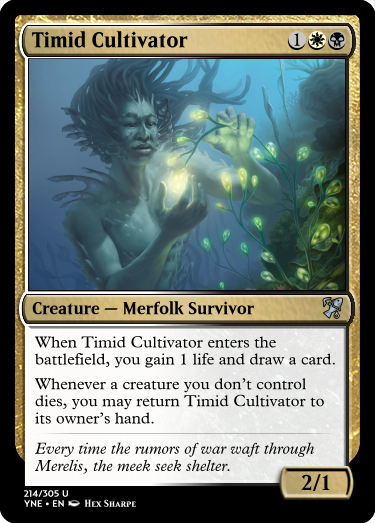 Timid Cultivator 1
Creature — Merfolk Survivor
When Timid Cultivator enters the
battlefield, you gain 1 life and draw a card.
Whenever a creature you don't control
dies, you may return Timid Cultivator to
its owner's hand.
Every time the rumors of war waft through
Merelis, the meek seek shelter.
2/1
214/305 U
YNE • EN Hex Sharpe